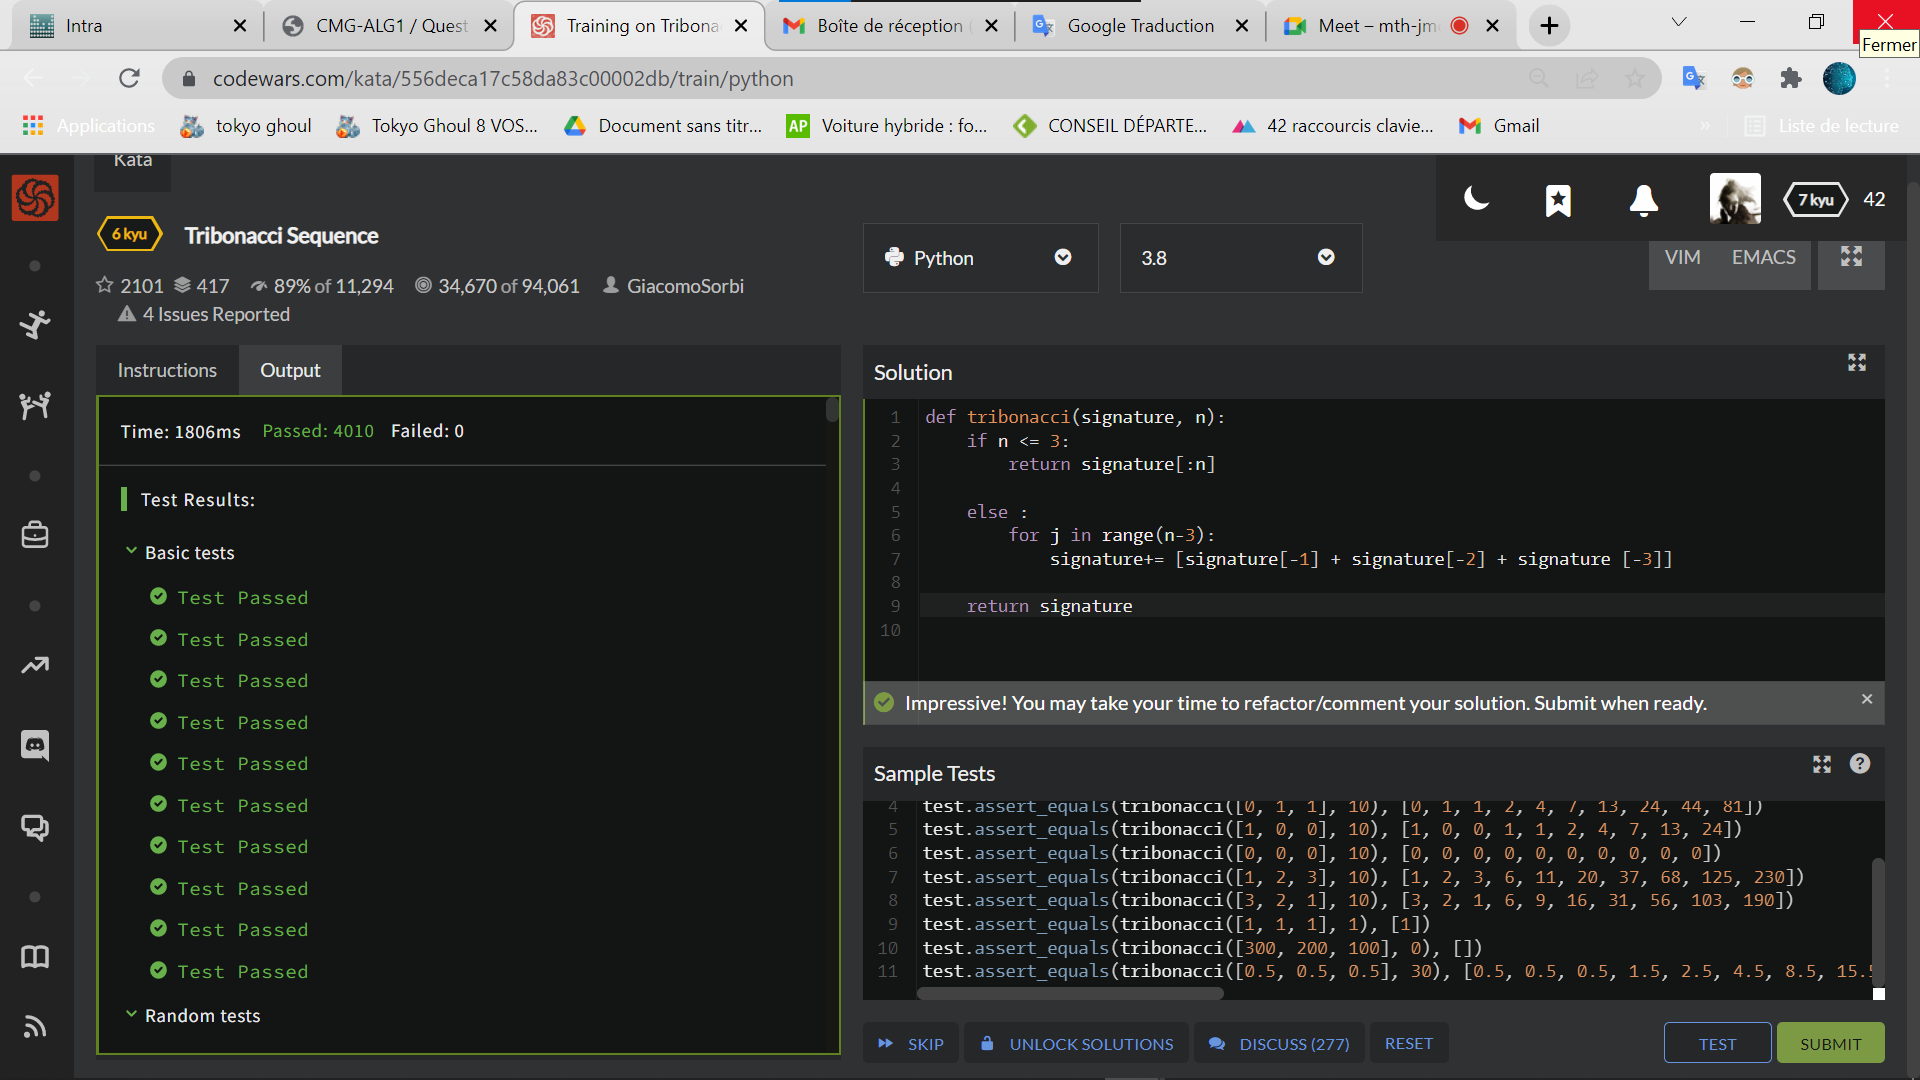 Intra
CMG-ALG1 / Quest
Training on Tribona
Boîte de réception
Google Traduction
Meet – mth-jm
Fermer
codewars.com/kata/556deca17c58da83c00002db/train/python
Applications
tokyo ghoul
Tokyo Ghoul 8 VOS...
Document sans titr...
AP
Voiture hybride : fo...
CONSEIL DÉPARTE...
42 raccourcis clavie...
Gmail
»
Liste de lecture
Kata
7 kyu
42
6 kyu
Tribonacci Sequence
Python
3.8
VIM
EMACS
2101
417
89% of 11,294
34,670 of 94,061
GiacomoSorbi
4 Issues Reported
Instructions
Output
Time: 1806ms Passed: 4010 Failed: 0
Test Results:
Basic tests
Test Passed
Test Passed
Test Passed
Test Passed
Test Passed
Test Passed
Test Passed
Test Passed
Test Passed
Test Passed
Random tests
Solution
1 def tribonacci(signature, n):
2 if n <= 3:
3 return signature[:n]
4
5 else :
6 for j in range(n-3):
7 signature+= [signature[-1] + signature[-2] + signature [-3]]
8
9 return signature
10
Impressive! You may take your time to refactor/comment your solution. Submit when ready.
Sample Tests
4 test.assert_equals(tribonacci([0, 1, 1], 10), [0, 1, 1, 2, 4, 7, 13, 24, 44, 81])
5 test.assert_equals(tribonacci([1, 0, 0], 10), [1, 0, 0, 1, 1, 2, 4, 7, 13, 24])
6 test.assert_equals(tribonacci([0, 0, 0], 10), [0, 0, 0, 0, 0, 0, 0, 0, 0, 0])
7 test.assert_equals(tribonacci([1, 2, 3], 10), [1, 2, 3, 6, 11, 20, 37, 68, 125, 230])
8 test.assert_equals(tribonacci([3, 2, 1], 10), [3, 2, 1, 6, 9, 16, 31, 56, 103, 190])
9 test.assert_equals(tribonacci([1, 1, 1], 1), [1])
10 test.assert_equals(tribonacci([300, 200, 100], 0), [])
11 test.assert_equals(tribonacci([0.5, 0.5, 0.5], 30), [0.5, 0.5, 0.5, 1.5, 2.5, 4.5, 8.5, 15.5
SKIP
UNLOCK SOLUTIONS
DISCUSS (277)
RESET
TEST
SUBMIT